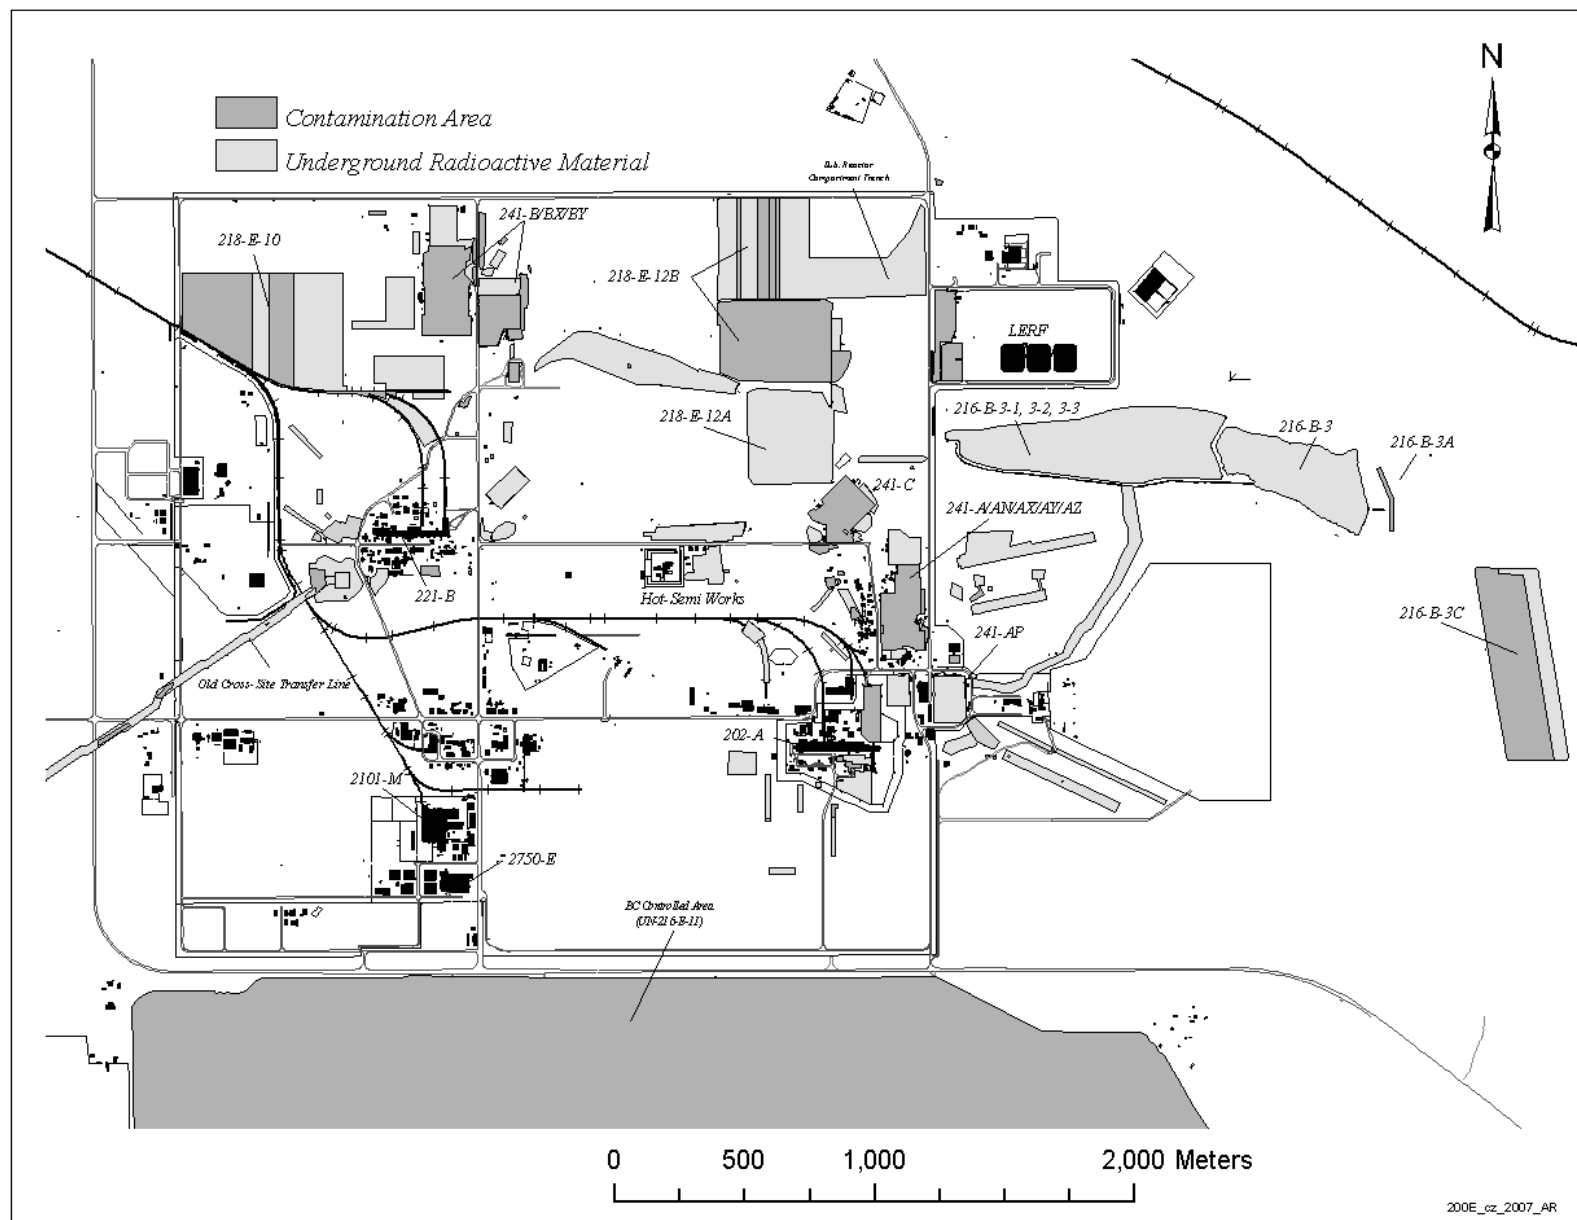 N
Contamination Area
Underground Radioactive Material
Sub. Reactor
Compartment Trench
241-B/BX/BY
218-E-10
218-E-12B
LERF
218-E-12A
216-B-3-1, 3-2, 3-3
216-B-3
216-B-3A
241-C
241-A/AN/AX/AY/AZ
221-B
Hot-Semi Works
216-B-3C
241-AP
Old Cross-Site Transfer Line
202-A
2101-M
2750-E
BC Controlled Area
(UN-216-E-11)
0 500 1,000 2,000 Meters
200E_cz_2007_AR